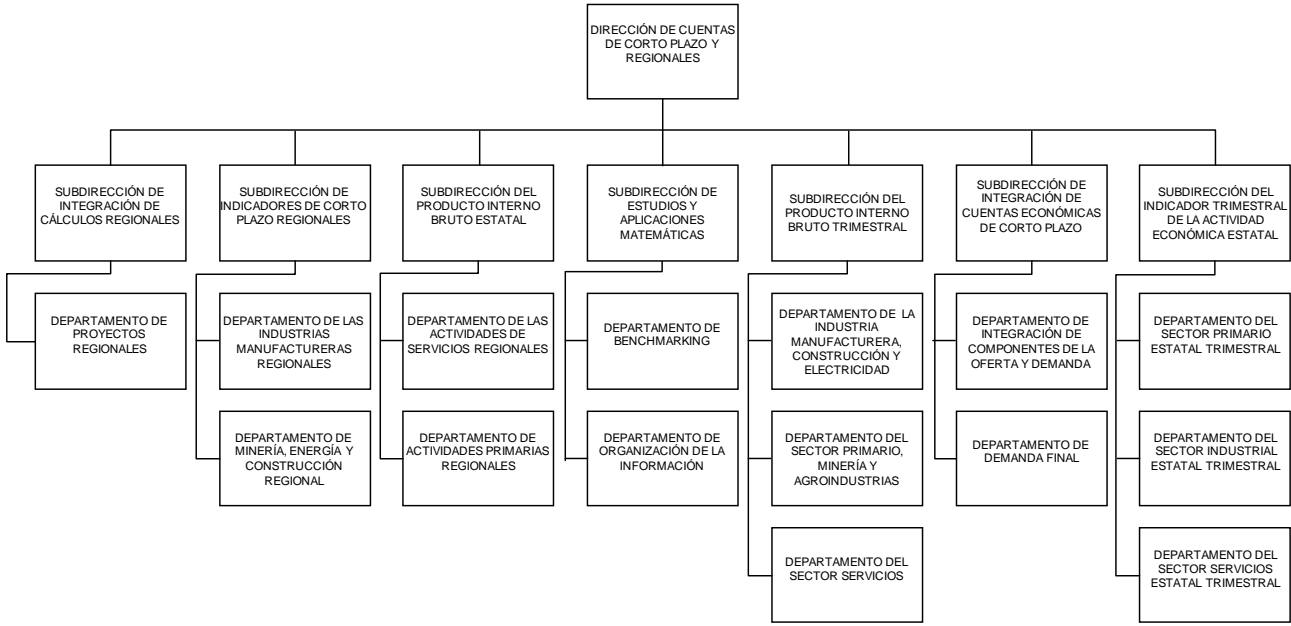 DIRECCIÓN DE CUENTAS
DE CORTO PLAZO Y
REGIONALES
SUBDIRECCIÓN DE
INTEGRACIÓN DE
CÁLCULOS REGIONALES
SUBDIRECCIÓN DE
INDICADORES DE CORTO
PLAZO REGIONALES
SUBDIRECCIÓN DEL
PRODUCTO INTERNO
BRUTO ESTATAL
SUBDIRECCIÓN DE
ESTUDIOS Y
APLICACIONES
MATEMÁTICAS
SUBDIRECCIÓN DEL
PRODUCTO INTERNO
BRUTO TRIMESTRAL
SUBDIRECCIÓN DE
INTEGRACIÓN DE
CUENTAS ECONÓMICAS
DE CORTO PLAZO
SUBDIRECCIÓN DEL
INDICADOR TRIMESTRAL
DE LA ACTIVIDAD
ECONÓMICA ESTATAL
DEPARTAMENTO DE
PROYECTOS
REGIONALES
DEPARTAMENTO DE LAS
INDUSTRIAS
MANUFACTURERAS
REGIONALES
DEPARTAMENTO DE LAS
ACTIVIDADES DE
SERVICIOS REGIONALES
DEPARTAMENTO DE
BENCHMARKING
DEPARTAMENTO DE LA
INDUSTRIA
MANUFACTURERA,
CONSTRUCCIÓN Y
ELECTRICIDAD
DEPARTAMENTO DE
INTEGRACIÓN DE
COMPONENTES DE LA
OFERTA Y DEMANDA
DEPARTAMENTO DEL
SECTOR PRIMARIO
ESTATAL TRIMESTRAL
DEPARTAMENTO DE
MINERÍA, ENERGÍA Y
CONSTRUCCIÓN
REGIONAL
DEPARTAMENTO DE
ACTIVIDADES PRIMARIAS
REGIONALES
DEPARTAMENTO DE
ORGANIZACIÓN DE LA
INFORMACIÓN
DEPARTAMENTO DEL
SECTOR PRIMARIO,
MINERÍA Y
AGROINDUSTRIAS
DEPARTAMENTO DE
DEMANDA FINAL
DEPARTAMENTO DEL
SECTOR INDUSTRIAL
ESTATAL TRIMESTRAL
DEPARTAMENTO DEL
SECTOR SERVICIOS
DEPARTAMENTO DEL
SECTOR SERVICIOS
ESTATAL TRIMESTRAL